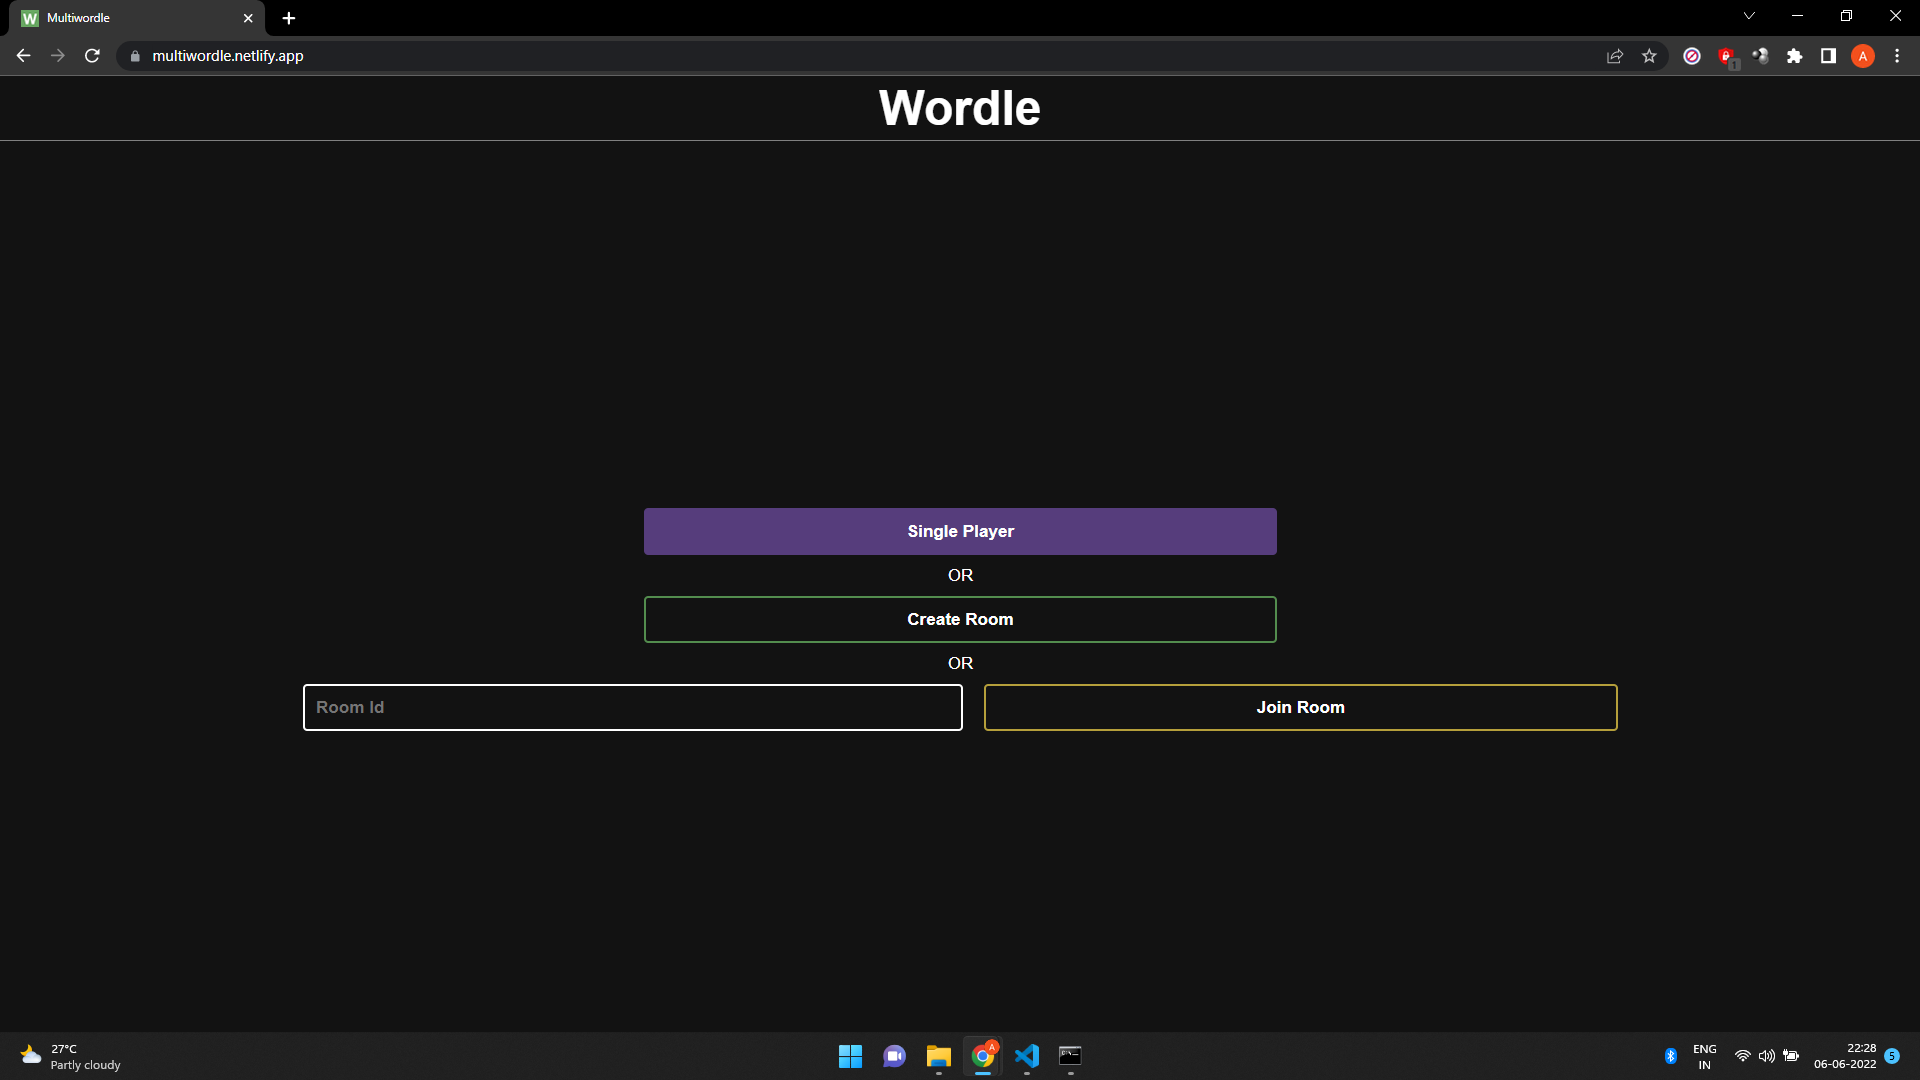 W Multiwordle
multiwordle.netlify.app
1
A
Wordle
Single Player
OR
Create Room
OR
Room Id
Join Room
27°C
Partly cloudy
A
ENG
IN
22:28
06-06-2022
5